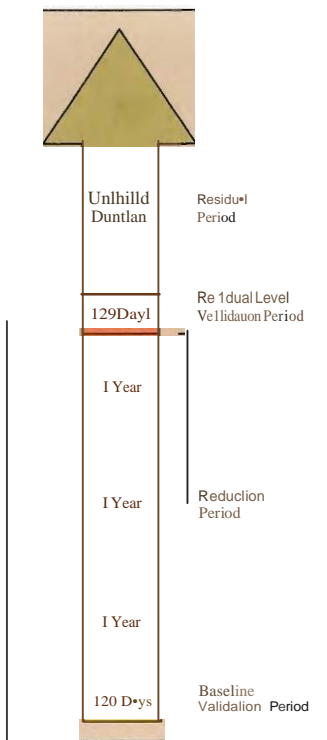 Unlhilld
Duntlan
Residu•l
Period
129Dayl
Re 1dual Level
Ve1lidauon Period
I Year
I Year
Reduclion
Period
I Year
120 D•ys
Baseline
Validalion Period